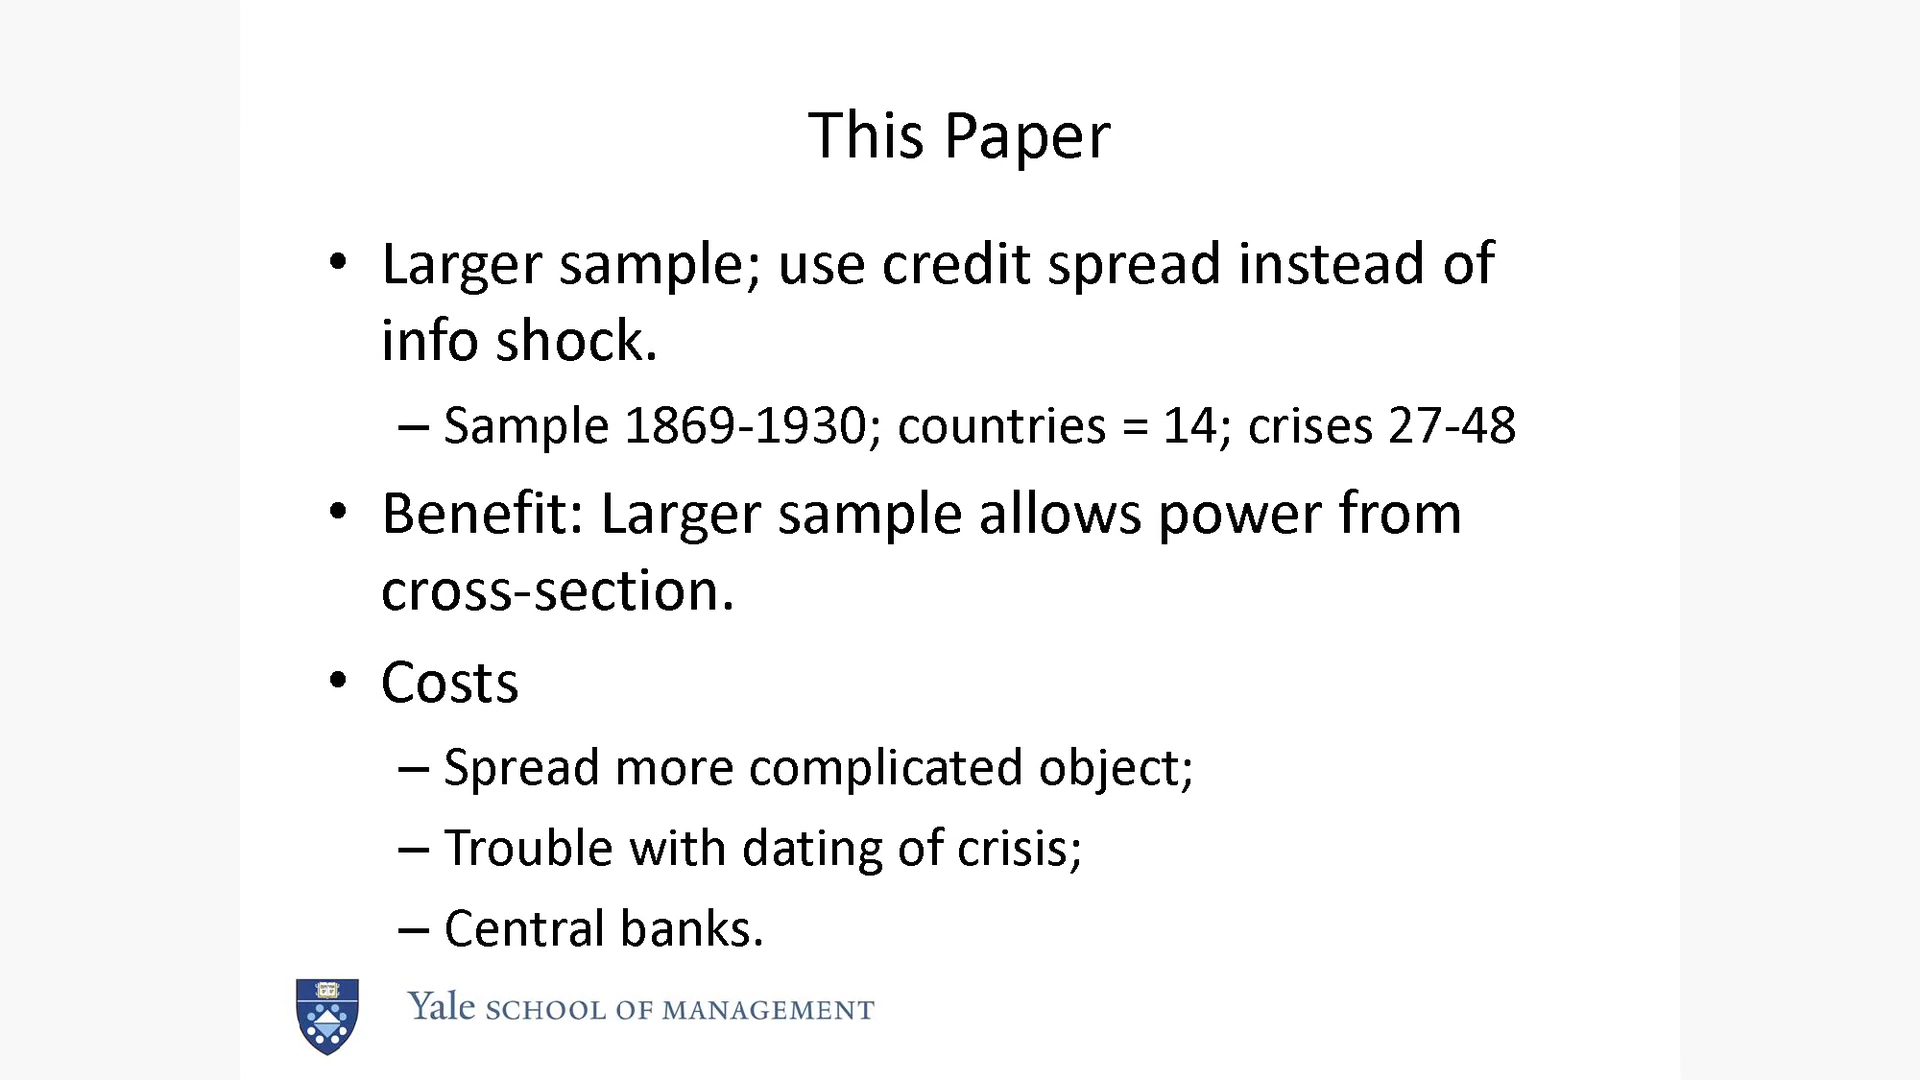 This Paper
• Larger sample; use credit spread instead of
info shock.
– Sample 1869-1930; countries = 14; crises 27-48
• Benefit: Larger sample allows power from
cross-section.
• Costs
– Spread more complicated object;
– Trouble with dating of crisis;
– Central banks.
Yale SCHOOL OF MANAGEMENT